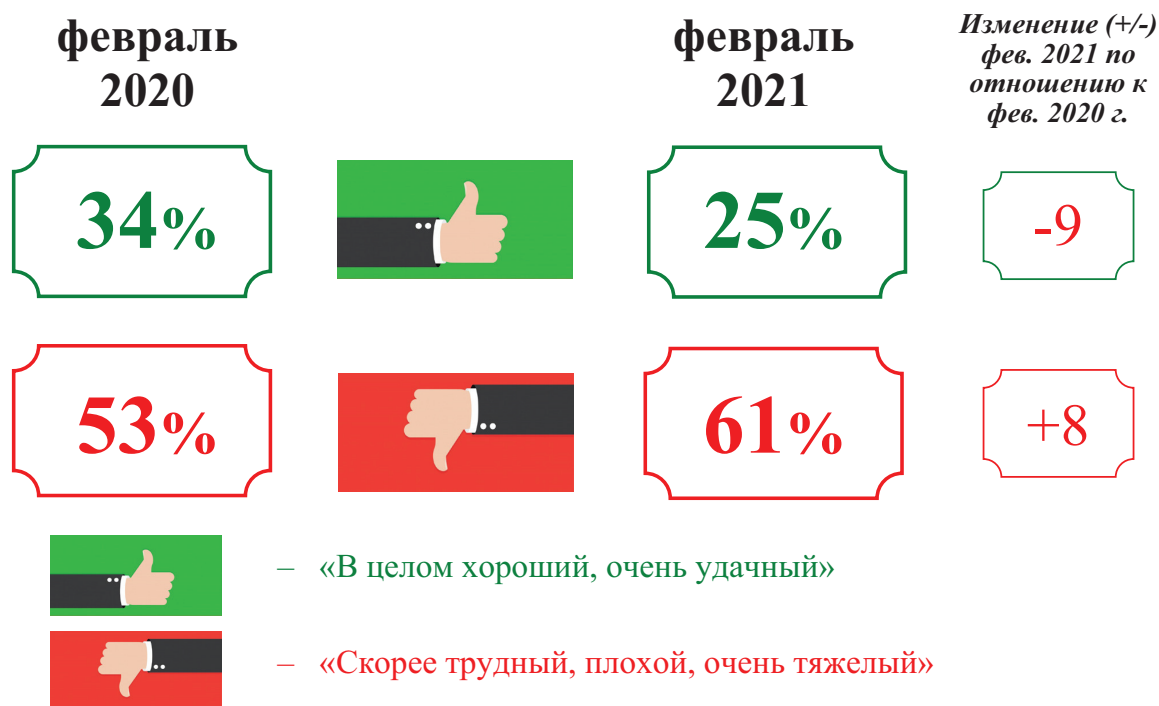 февраль
2020
февраль
2021
Изменение (+/-)
фев. 2021 по
отношению к
фев. 2020 г.
34%
25%
-9
53%
61%
+8
– «В целом хороший, очень удачный»
– «Скорее трудный, плохой, очень тяжелый»